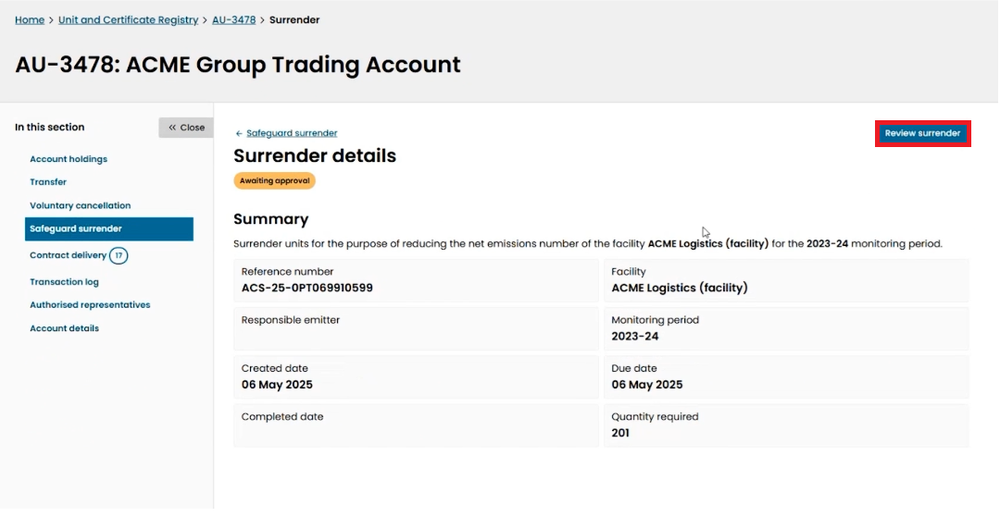 Home > Unit and Certificate Registry > AU-3478 > Surrender
AU-3478: ACME Group Trading Account
In this section
« Close
Account holdings
Transfer
Voluntary cancellation
Safeguard surrender
Contract delivery 17
Transaction log
Authorised representatives
Account details
← Safeguard surrender
Review surrender
Surrender details
Awaiting approval
Summary
Surrender units for the purpose of reducing the net emissions number of the facility ACME Logistics (facility) for the 2023-24 monitoring period.
Reference number
ACS-25-0PT069910599
Facility
ACME Logistics (facility)
Responsible emitter
Monitoring period
2023-24
Created date
06 May 2025
Due date
06 May 2025
Completed date
Quantity required
201